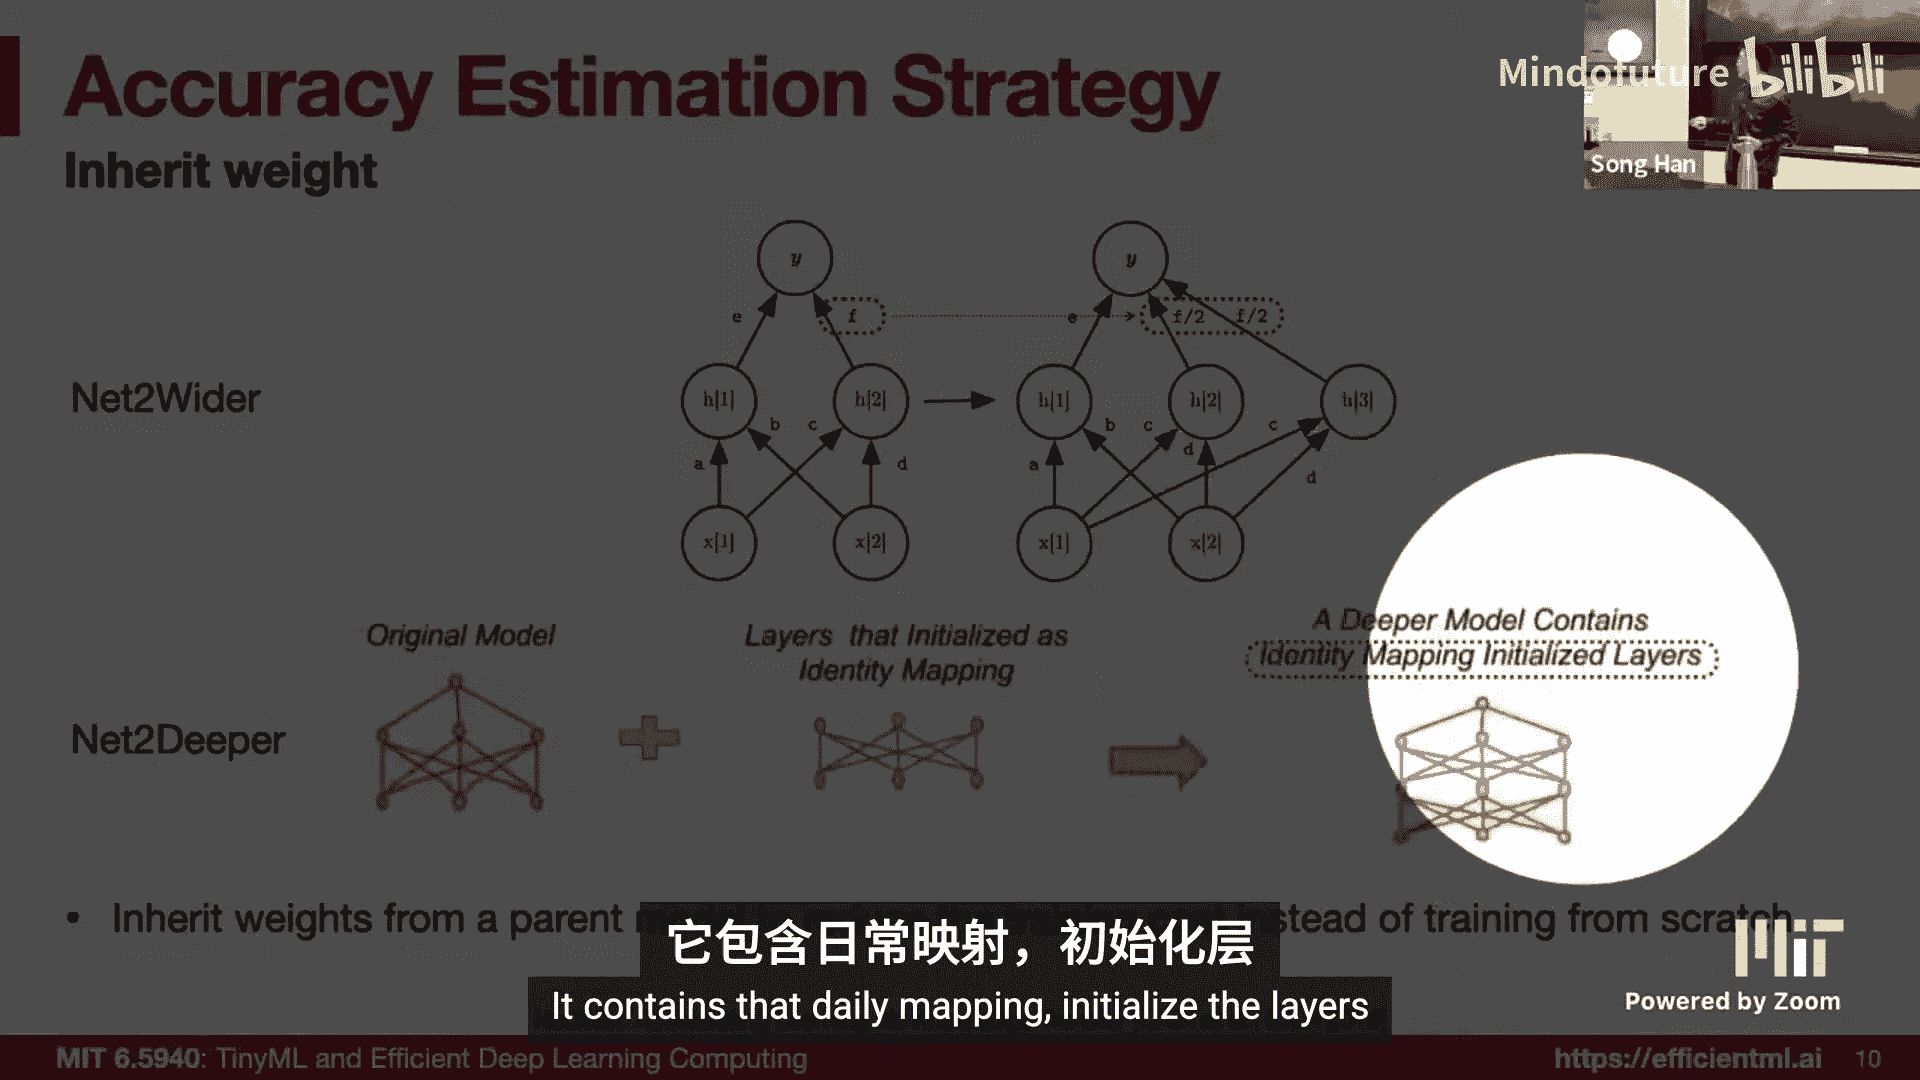 Accuracy Estimation Strategy
Inherit weight
Mindofuture bilibili
Song Han
y
y
e
f
e
f/2 f/2
Net2Wider
h[1]
h[2]
h[1]
h[2]
h[3]
b c
b c
c
a
d
a
d
d
x[1]
x[2]
x[1]
x[2]
Original Model
Layers that Initialized as
Identity Mapping
A Deeper Model Contains
Identity Mapping Initialized Layers
Net2Deeper
• Inherit weights from a parent
instead of training from scratch
它包含日常映射，初始化层
It contains that daily mapping, initialize the layers
MIT
Powered by Zoom
MIT 6.5940: TinyML and Efficient Deep Learning Computing
https://efficientml.ai 10